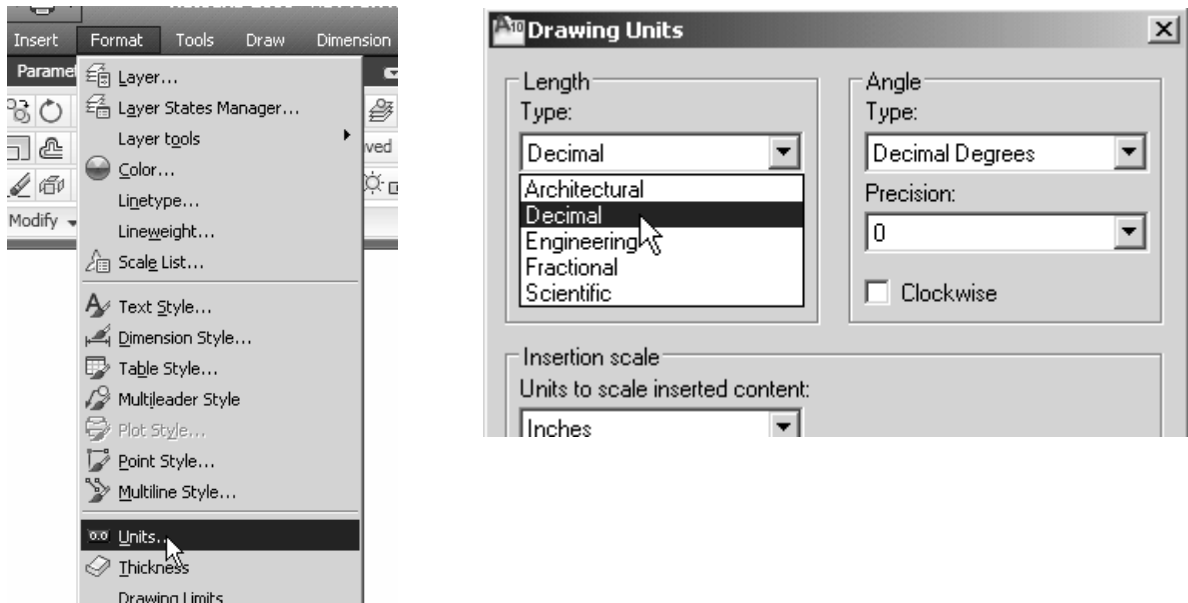 Insert Format Tools Draw Dimension
Layer...
Layer States Manager...
Layer tools
Color...
Linetype...
Lineweight...
Modify
Scale List...
Text Style...
Dimension Style...
Table Style...
Multileader Style
Plot Style...
Point Style...
Multiline Style...
0.0 Units...
Thickness
Drawing Limits
A10 Drawing Units
Length
Type:
Decimal
Architectural
Decimal
Engineering
Fractional
Scientific
Angle
Type:
Decimal Degrees
Precision:
0
Clockwise
Insertion scale
Units to scale inserted content:
Inches